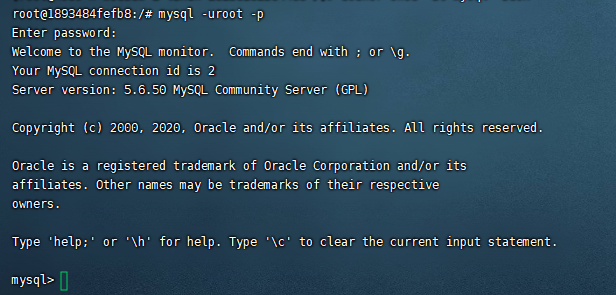 root@1893484fefb8:/# mysql -uroot -p
Enter password:
Welcome to the MySQL monitor.  Commands end with ; or \g.
Your MySQL connection id is 2
Server version: 5.6.50 MySQL Community Server (GPL)
Copyright (c) 2000, 2020, Oracle and/or its affiliates. All rights reserved.
Oracle is a registered trademark of Oracle Corporation and/or its
affiliates. Other names may be trademarks of their respective
owners.
Type 'help;' or '\h' for help. Type '\c' to clear the current input statement.
mysql>